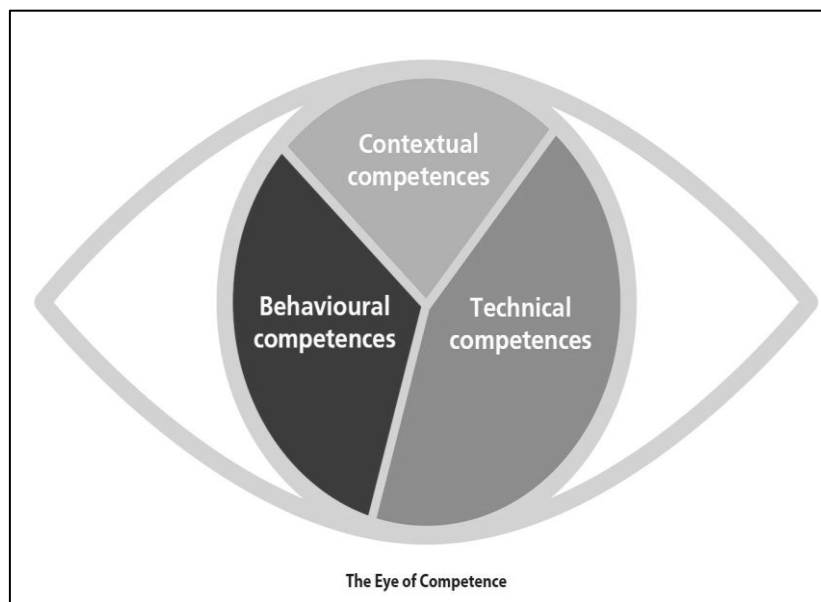 Contextual
competences
Behavioural
competences
Technical
competences
The Eye of Competence